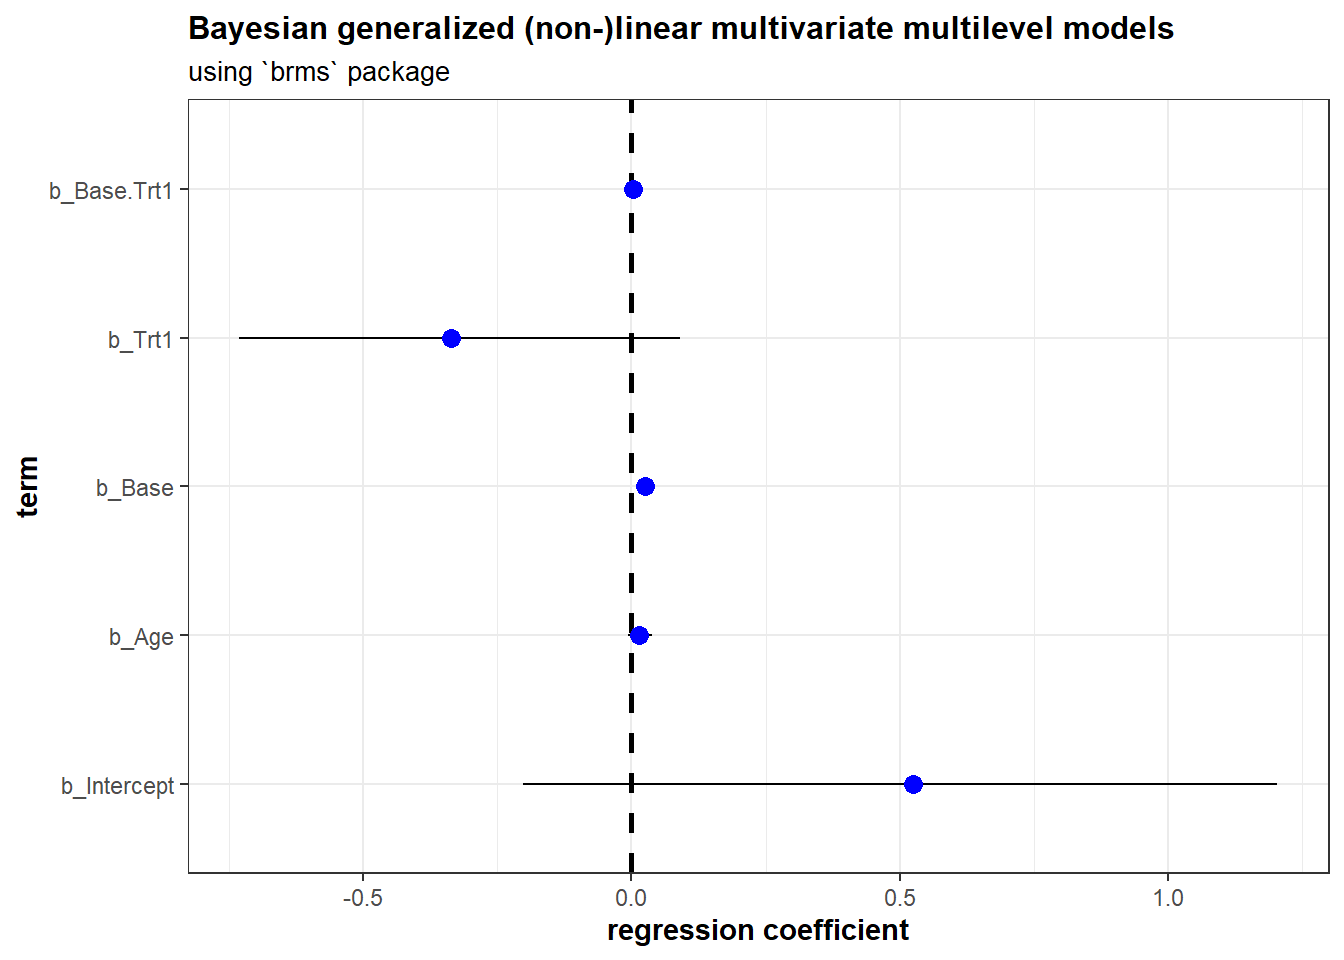 Bayesian generalized (non-)linear multivariate multilevel models
using `brms` package
b_Base.Trt1
b_Trt1
b_Base
b_Age
b_Intercept
term
-0.5 0.0 0.5 1.0
regression coefficient